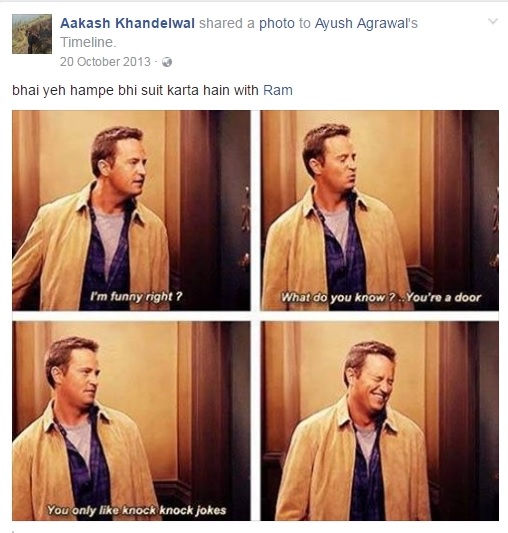 Aakash Khandelwal shared a photo to Ayush Agrawal's
Timeline.
20 October 2013 ·
bhai yeh hampe bhi suit karta hain with Ram
I'm funny right ?
What do you know ?..You're a door
You only like knock knock jokes